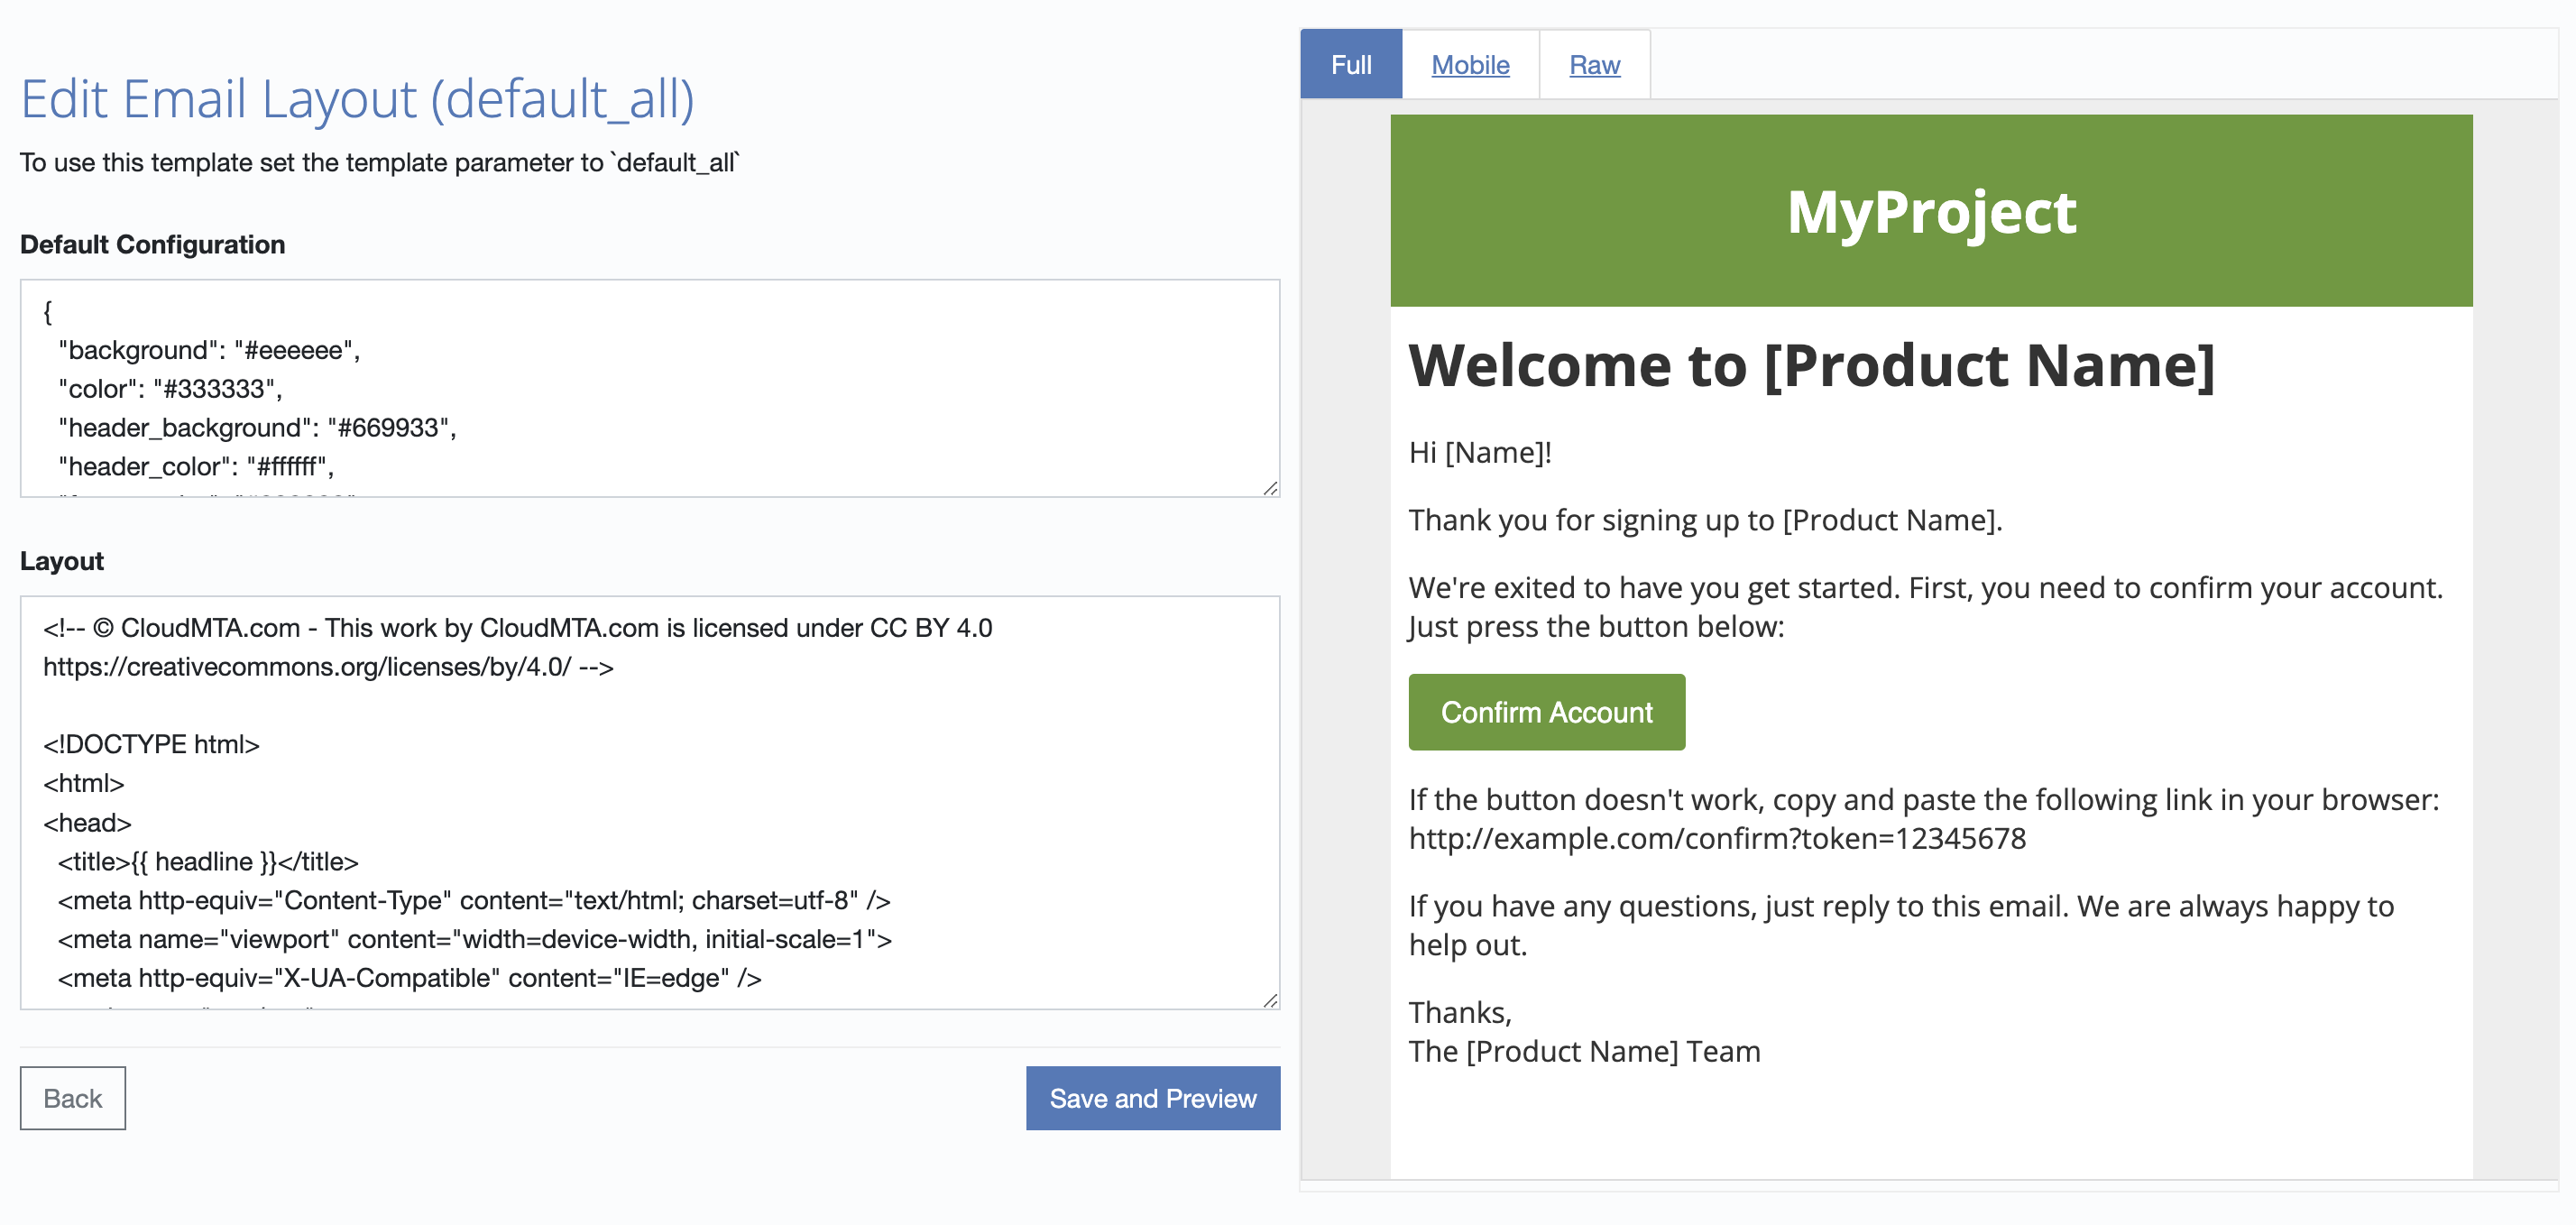 Edit Email Layout (default_all)
To use this template set the template parameter to `default_all`
Default Configuration
{
"background": "#eeeeee",
"color": "#333333",
"header_background": "#669933",
"header_color": "#ffffff",
Layout
<!-- © CloudMTA.com - This work by CloudMTA.com is licensed under CC BY 4.0
https://creativecommons.org/licenses/by/4.0/ -->
<!DOCTYPE html>
<html>
<head>
<title>{{ headline }}</title>
<meta http-equiv="Content-Type" content="text/html; charset=utf-8" />
<meta name="viewport" content="width=device-width, initial-scale=1">
<meta http-equiv="X-UA-Compatible" content="IE=edge" />
Back
Save and Preview
Full
Mobile
Raw
MyProject
Welcome to [Product Name]
Hi [Name]!
Thank you for signing up to [Product Name].
We're exited to have you get started. First, you need to confirm your account.
Just press the button below:
Confirm Account
If the button doesn't work, copy and paste the following link in your browser:
http://example.com/confirm?token=12345678
If you have any questions, just reply to this email. We are always happy to
help out.
Thanks,
The [Product Name] Team